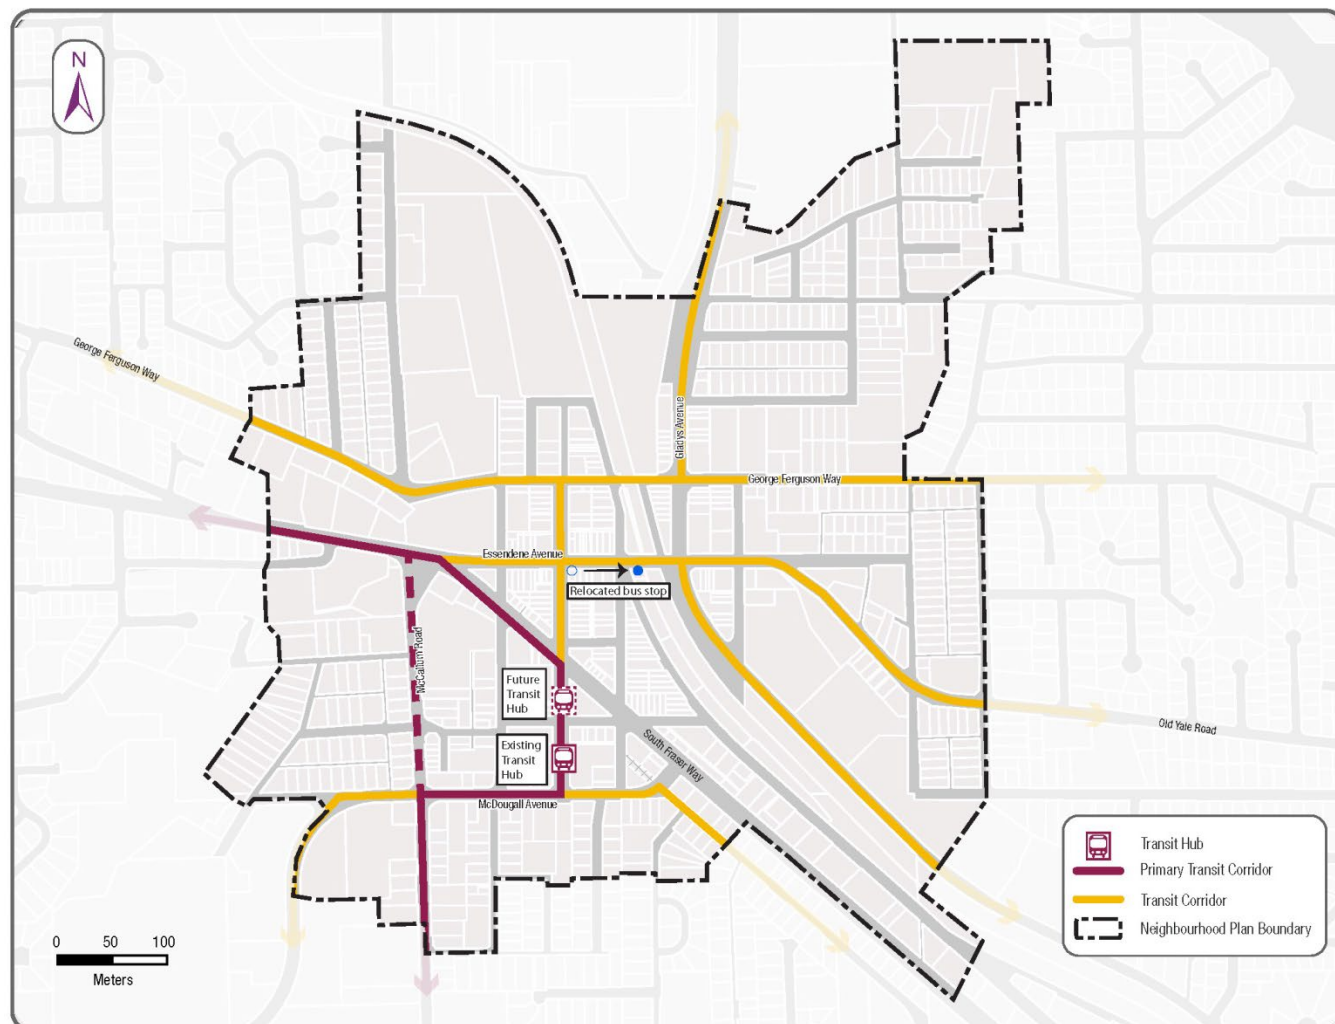 N
George Ferguson Way
Gladys Avenue
George Ferguson Way
Essendene Avenue
Relocated bus stop
McCallum Road
Future
Transit
Hub
Existing
Transit
Hub
South Fraser Way
Old Yale Road
McDougall Avenue
0 50 100
Meters
Transit Hub
Primary Transit Corridor
Transit Corridor
Neighbourhood Plan Boundary